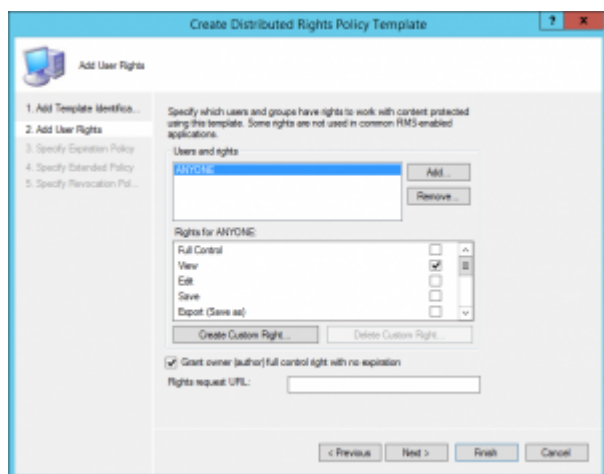 Create Distributed Rights Policy Template
?
x
Add User Rights
1. Add Template Identifica...
2. Add User Rights
3. Specify Expiration Policy
4. Specify Extended Policy
5. Specify Revocation Pol...
Specify which users and groups have rights to work with content protected
using this template. Some rights are not used in common RMS-enabled
applications.
Users and rights
ANYONE
Add...
Remove...
Rights for ANYONE:
Full Control
View
Edit
Save
Export (Save as)
Create Custom Right...
Delete Custom Right...
Grant owner (author) full control right with no expiration
Rights request URL:
< Previous
Next >
Finish
Cancel